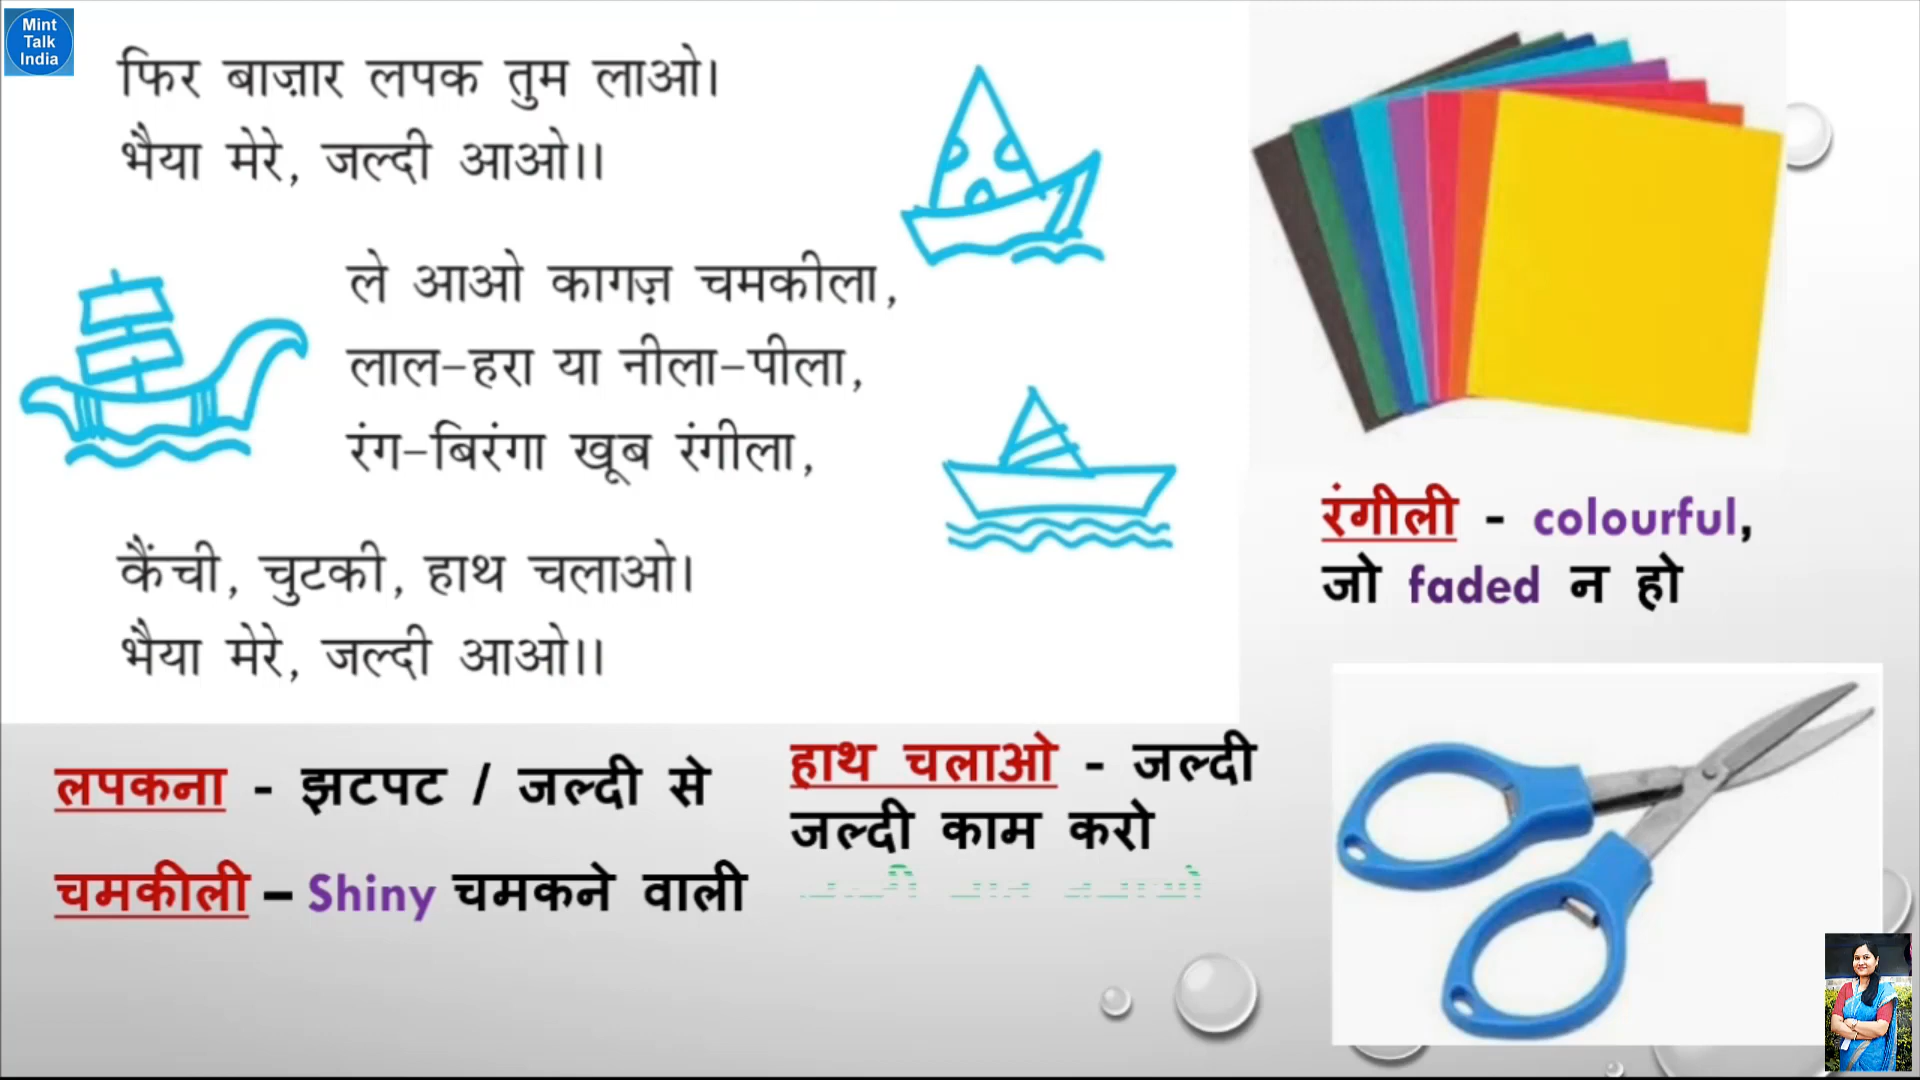 Mint
Talk
India
फिर बाज़ार लपक तुम लाओ।
भैया मेरे, जल्दी आओ।।
ले आओ कागज़ चमकीला,
लाल-हरा या नीला-पीला,
रंग-बिरंगा खूब रंगीला,
कैंची, चुटकी, हाथ चलाओ।
भैया मेरे, जल्दी आओ।।
रंगीली - colourful,
जो faded न हो
लपकना - झटपट / जल्दी से
चमकीली – Shiny चमकने वाली
हाथ चलाओ - जल्दी
जल्दी काम करो